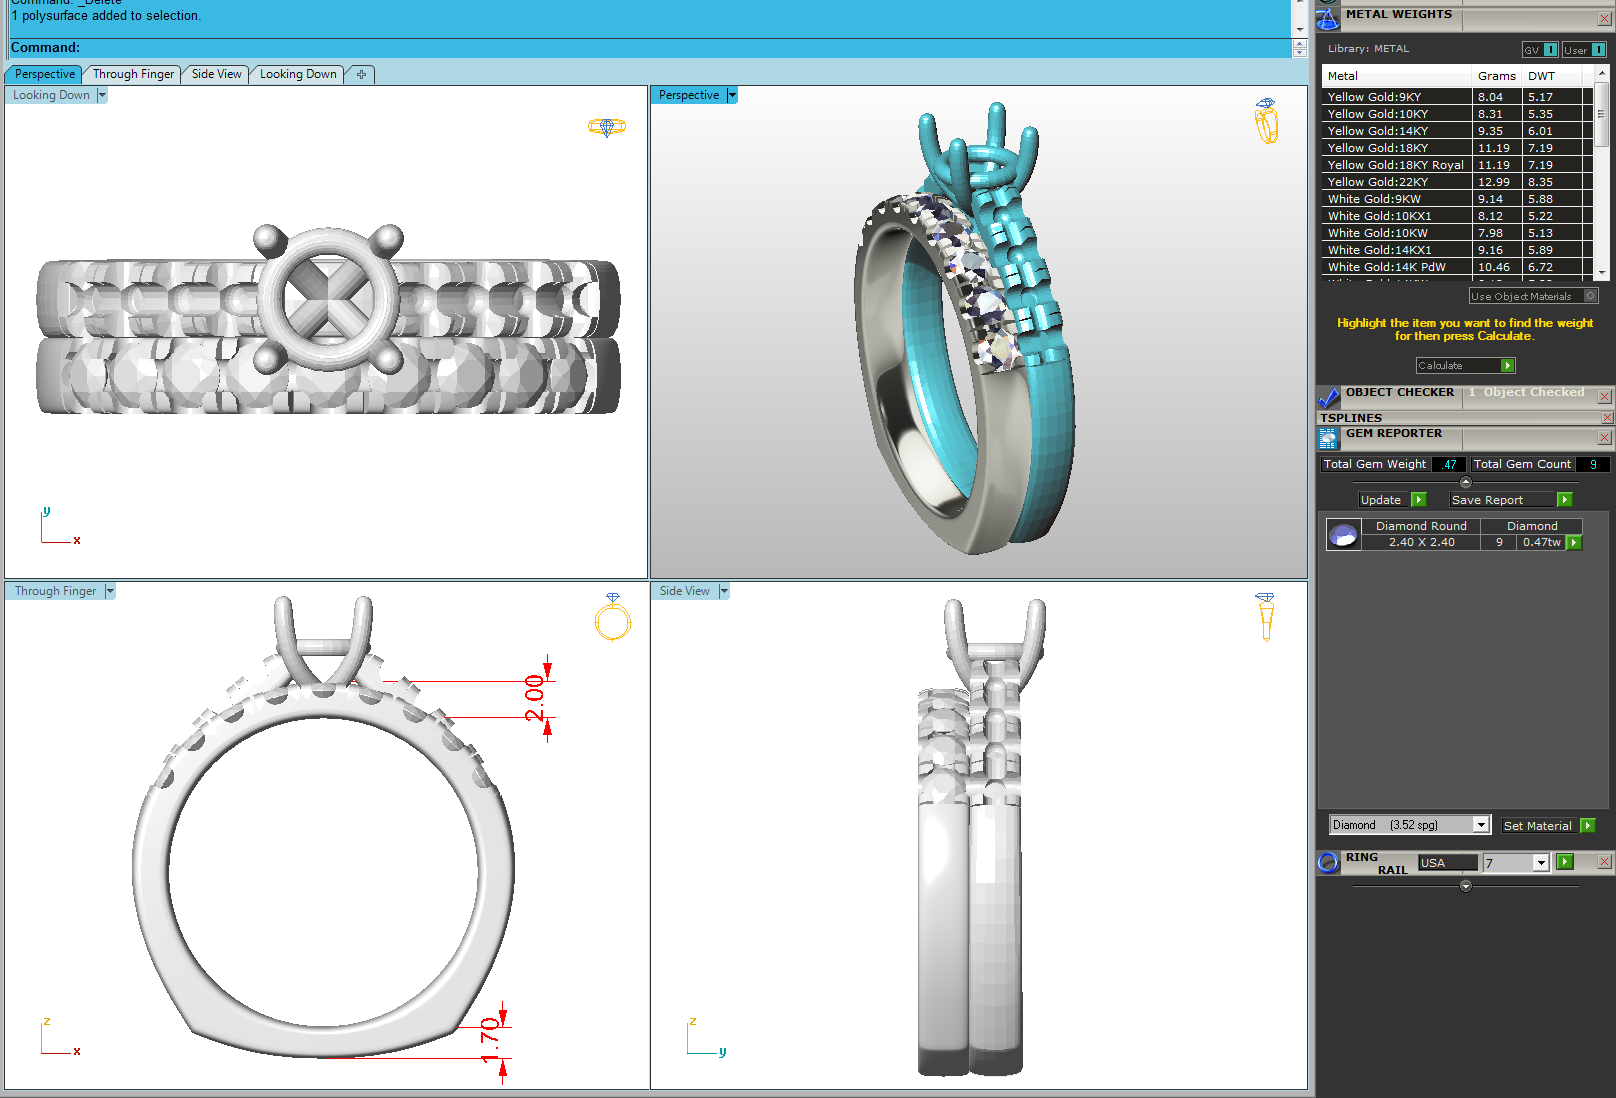 Command: _Delete
1 polysurface added to selection.
Command:
Perspective
Through Finger
Side View
Looking Down
Looking Down
Perspective
y
x
Through Finger
2.00
1.70
z
x
Side View
z
y
METAL WEIGHTS
Library: METAL
GV
User
Metal Grams DWT
Yellow Gold:9KY 8.04 5.17
Yellow Gold:10KY 8.31 5.35
Yellow Gold:14KY 9.35 6.01
Yellow Gold:18KY 11.19 7.19
Yellow Gold:18KY Royal 11.19 7.19
Yellow Gold:22KY 12.99 8.35
White Gold:9KW 9.14 5.88
White Gold:10KX1 8.12 5.22
White Gold:10KW 7.98 5.13
White Gold:14KX1 9.16 5.89
White Gold:14K PdW 10.46 6.72
Use Object Materials
Highlight the item you want to find the weight
for then press Calculate.
Calculate
OBJECT CHECKER 1 Object Checked
TSPLINES
GEM REPORTER
Total Gem Weight .47 Total Gem Count 9
Update Save Report
Diamond Round Diamond
2.40 X 2.40 9 0.47tw
Diamond (3.52 spg) Set Material
RING
RAIL USA 7